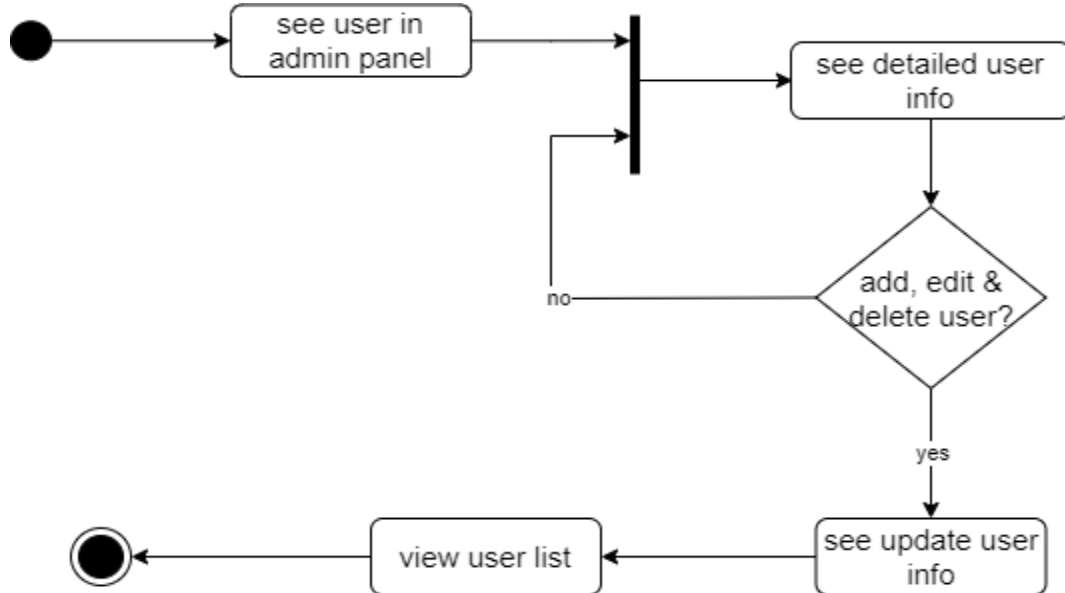 see user in
admin panel
see detailed user
info
add, edit &
delete user?
no
yes
see update user
info
view user list